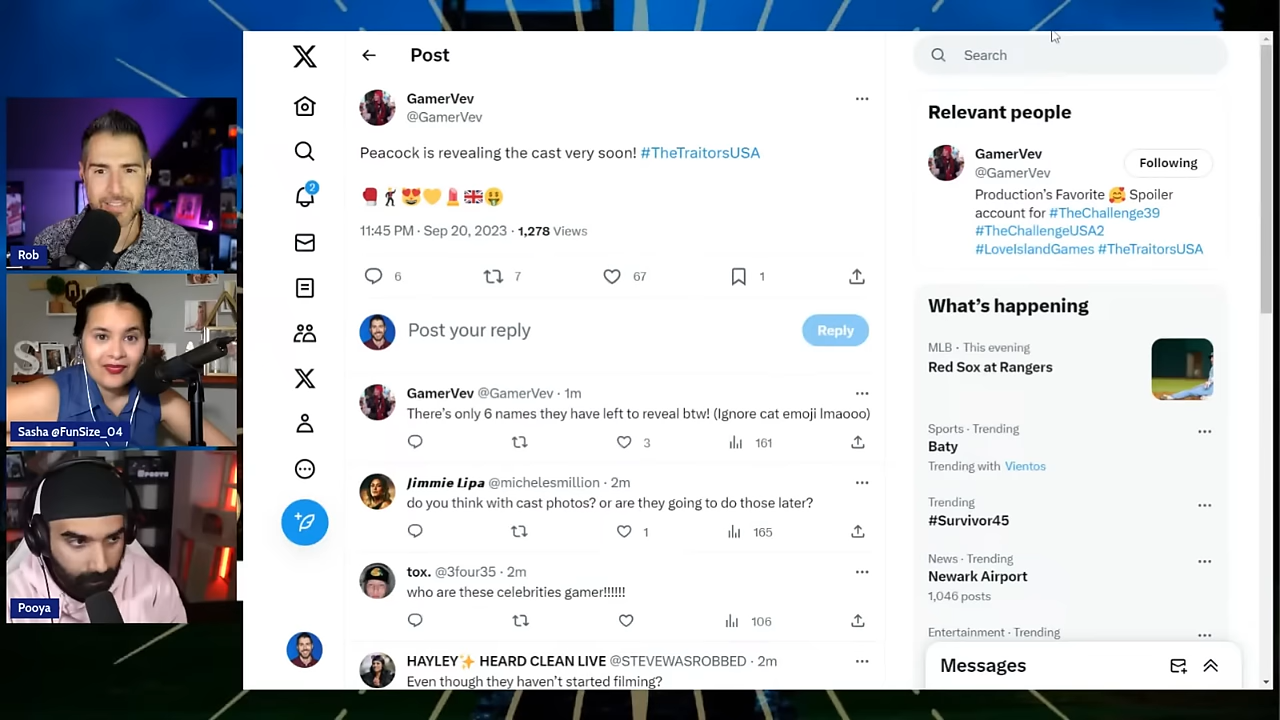 Post
Search
GamerVev
@GamerVev
Peacock is revealing the cast very soon! #TheTraitorsUSA
🥊🕺😻💛💄🇬🇧🤑
11:45 PM · Sep 20, 2023 · 1,278 Views
6 7 67 1
Post your reply
Reply
GamerVev @GamerVev · 1m
There's only 6 names they have left to reveal btw! (Ignore cat emoji lmaooo)
3 161
Jimmie Lipa @michelesmillion · 2m
do you think with cast photos? or are they going to do those later?
1 165
tox. @3four35 · 2m
who are these celebrities gamer!!!!!!
106
HAYLEY✨ HEARD CLEAN LIVE @STEVEWASROBBED · 2m
Even though they haven't started filming?
Relevant people
GamerVev
@GamerVev
Following
Production's Favorite 🥰 Spoiler
account for #TheChallenge39
#TheChallengeUSA2
#LoveIslandGames #TheTraitorsUSA
What's happening
MLB · This evening
Red Sox at Rangers
Sports · Trending
Baty
Trending with Vientos
Trending
#Survivor45
News · Trending
Newark Airport
1,046 posts
Entertainment · Trending
Messages
2
Rob
Sasha @FunSize_04
Pooya